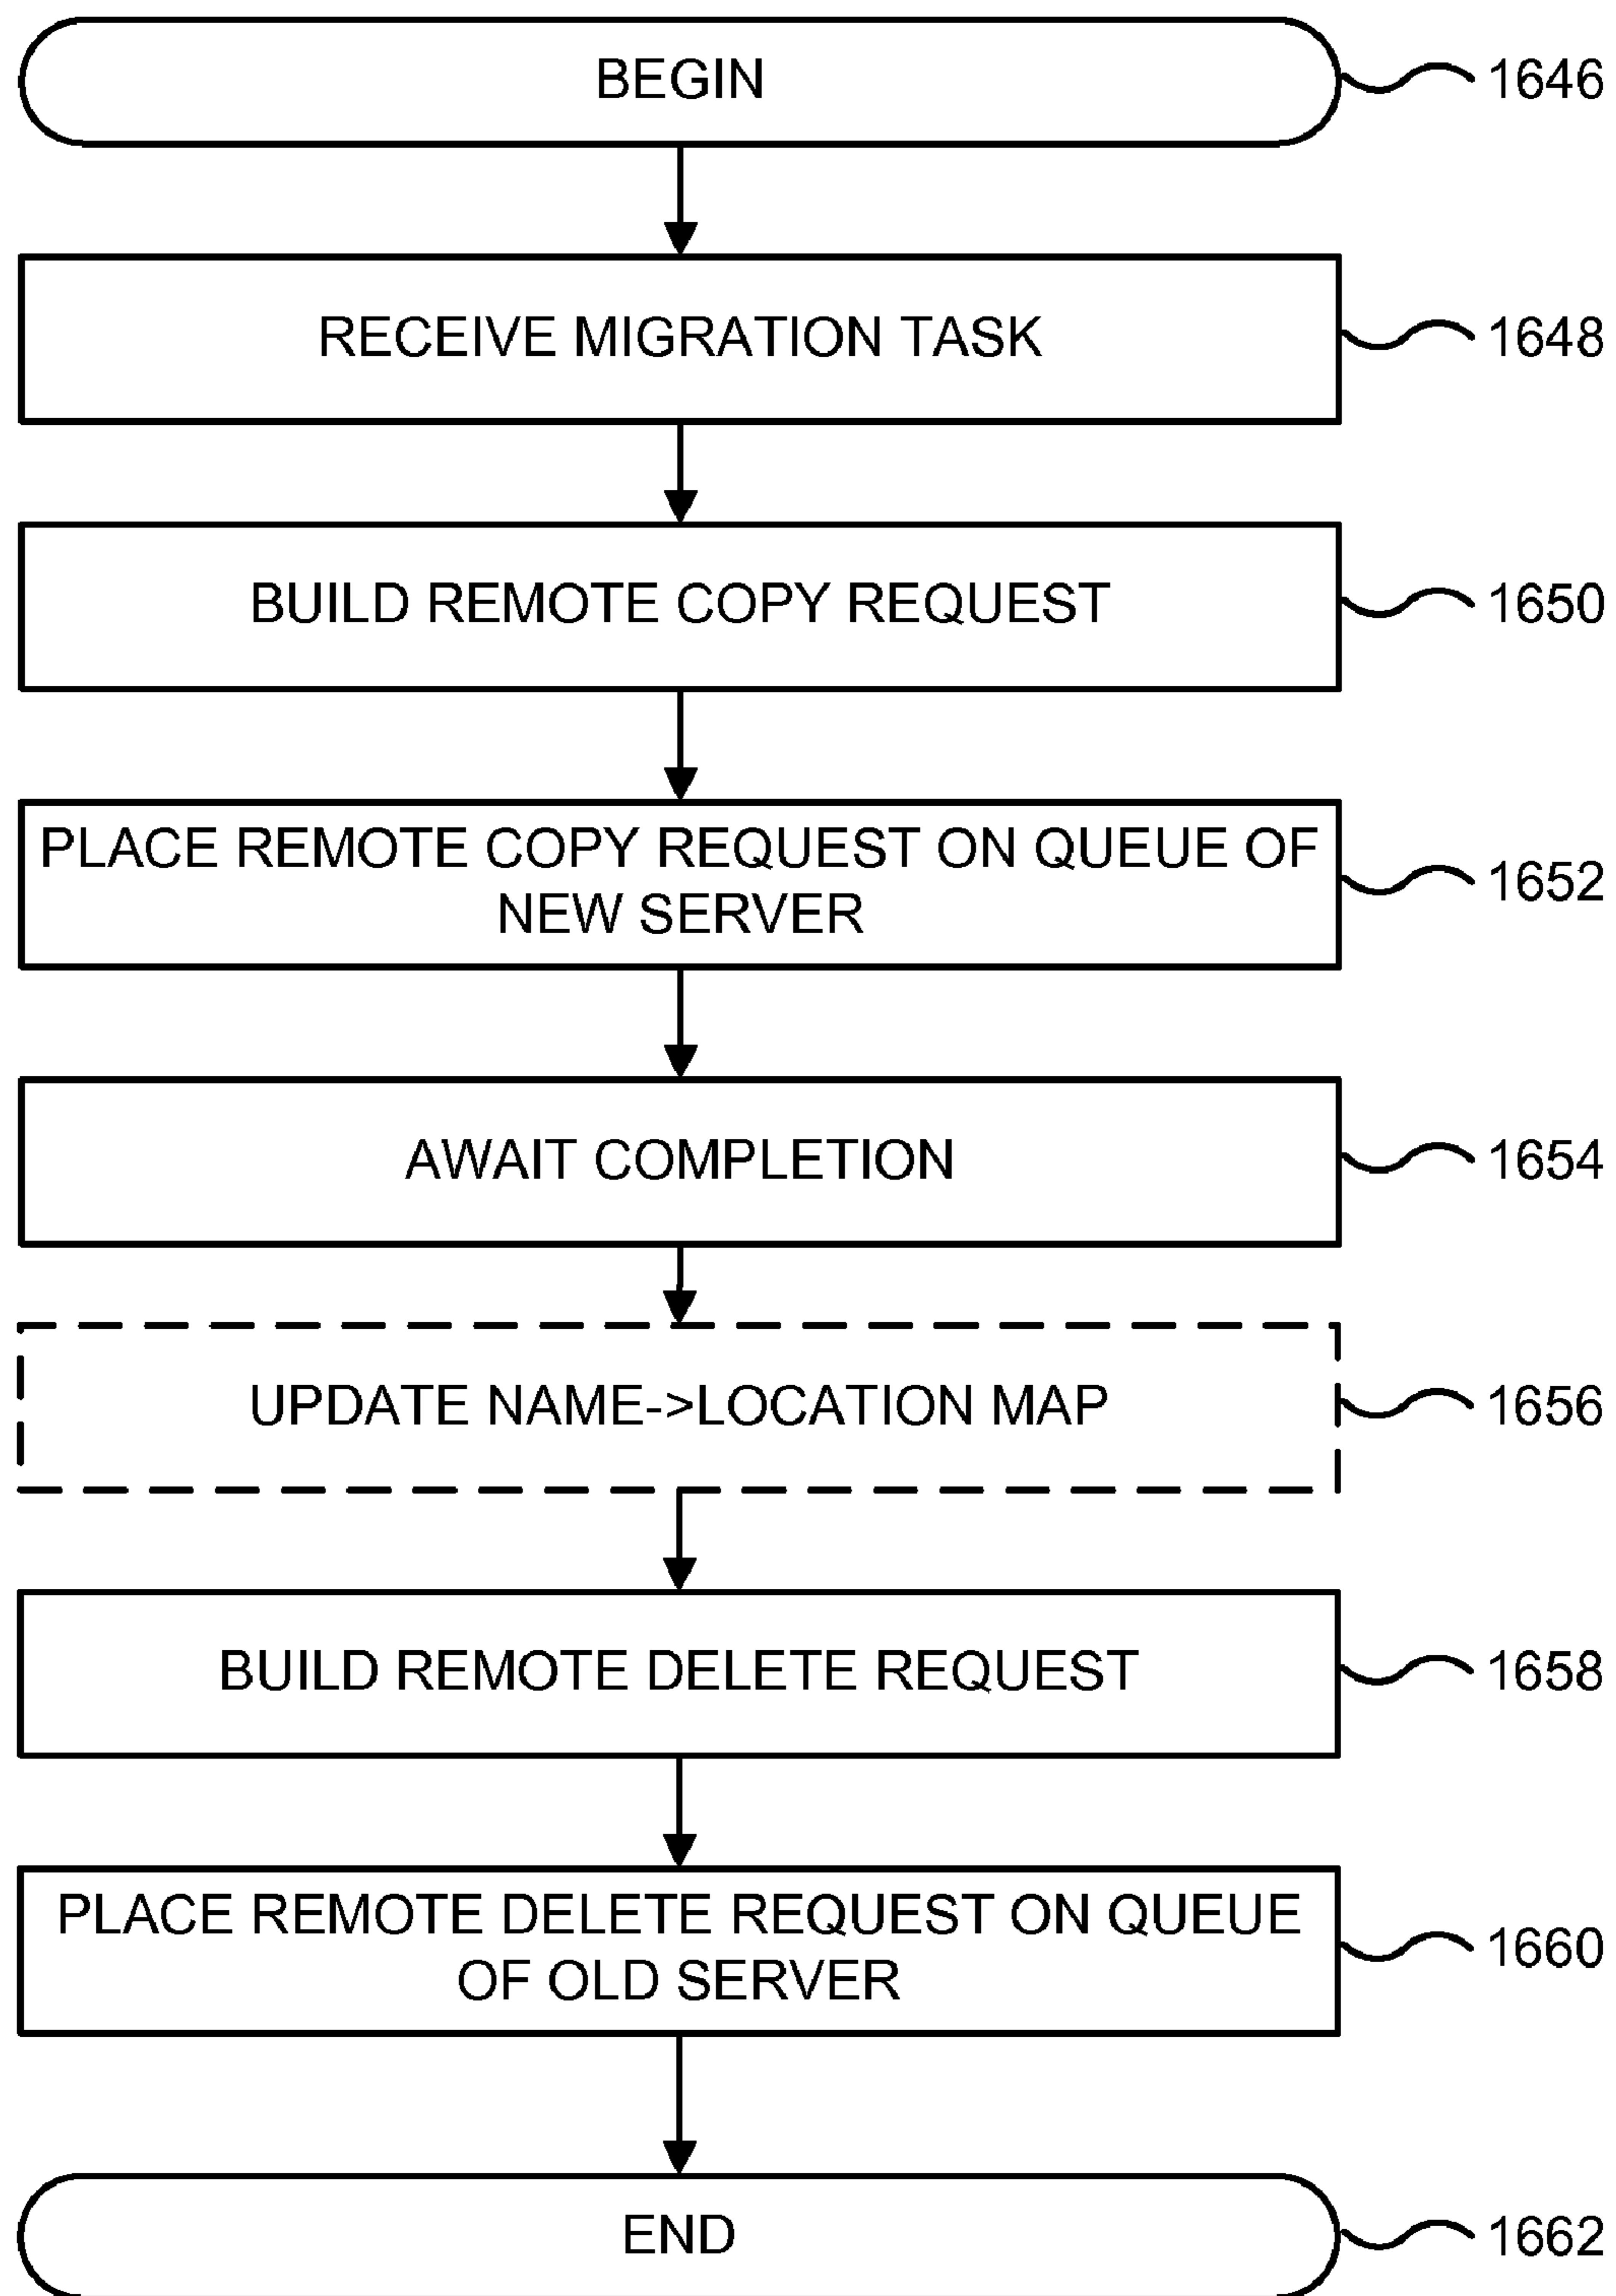 BEGIN
1646
RECEIVE MIGRATION TASK
1648
BUILD REMOTE COPY REQUEST
1650
PLACE REMOTE COPY REQUEST ON QUEUE OF
NEW SERVER
1652
AWAIT COMPLETION
1654
UPDATE NAME->LOCATION MAP
1656
BUILD REMOTE DELETE REQUEST
1658
PLACE REMOTE DELETE REQUEST ON QUEUE
OF OLD SERVER
1660
END
1662